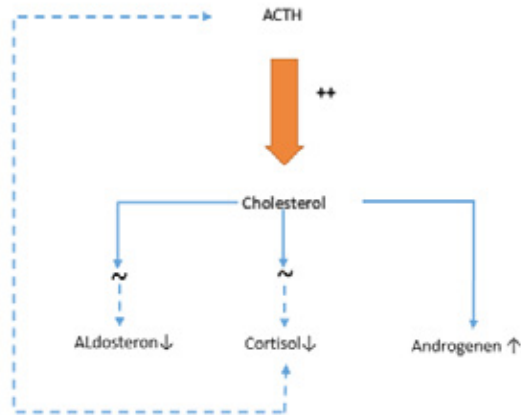 ACTH
++
Cholesterol
~ ~
ALdosteron↓ Cortisol↓ Androgenen ↑